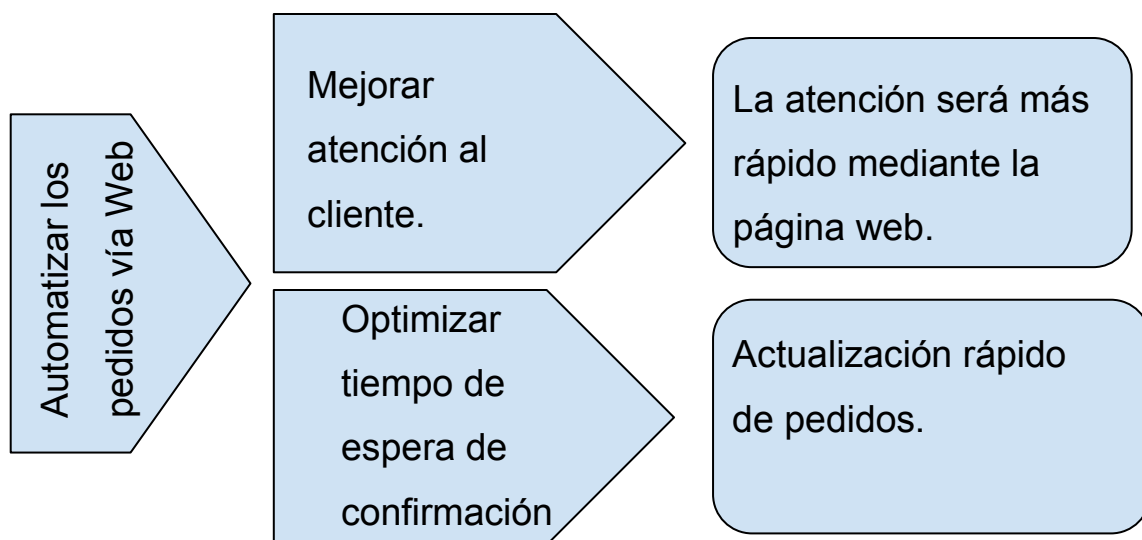 Automatizar los
pedidos vía Web
Mejorar
atención al
cliente.
La atención será más
rápido mediante la
página web.
Optimizar
tiempo de
espera de
confirmación
Actualización rápido
de pedidos.